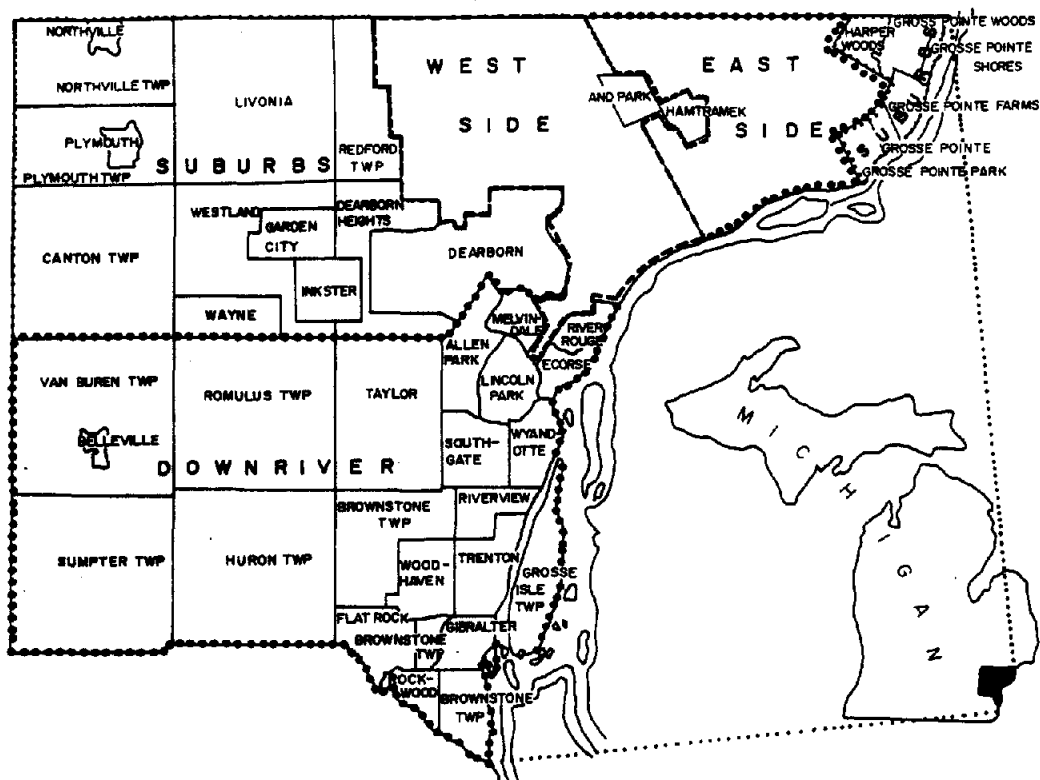 NORTHVILLE
NORTHVILLE TWP
LIVONIA
WEST
SIDE
EAST
SIDE
AND PARK
HAMTRAMEK
HARPER
WOODS
GROSS POINTE WOODS
GROSSE POINTE
SHORES
GROSSE POINTE FARMS
GROSSE POINTE
GROSSE POINTE PARK
SUBUR
PLYMOUTH
PLYMOUTH TWP
SUBURBS
REDFORD
TWP
WESTLAND
GARDEN
CITY
DEARBORN
HEIGHTS
DEARBORN
CANTON TWP
INKSTER
WAYNE
MELVIN-
DALE
RIVER
ROUGE
ECORSE
ALLEN
PARK
LINCOLN
PARK
VAN BUREN TWP
ROMULUS TWP
TAYLOR
BELLEVILLE
DOWNRIVER
SOUTH-
GATE
WYAND-
OTTE
RIVERVIEW
BROWNSTONE
TWP
SUMPTER TWP
HURON TWP
WOOD-
HAVEN
TRENTON
GROSSE
ISLE
TWP
FLAT ROCK
GIBRALTER
BROWNSTONE
TWP
ROCK-
WOOD
BROWNSTONE
TWP
MICHIGAN